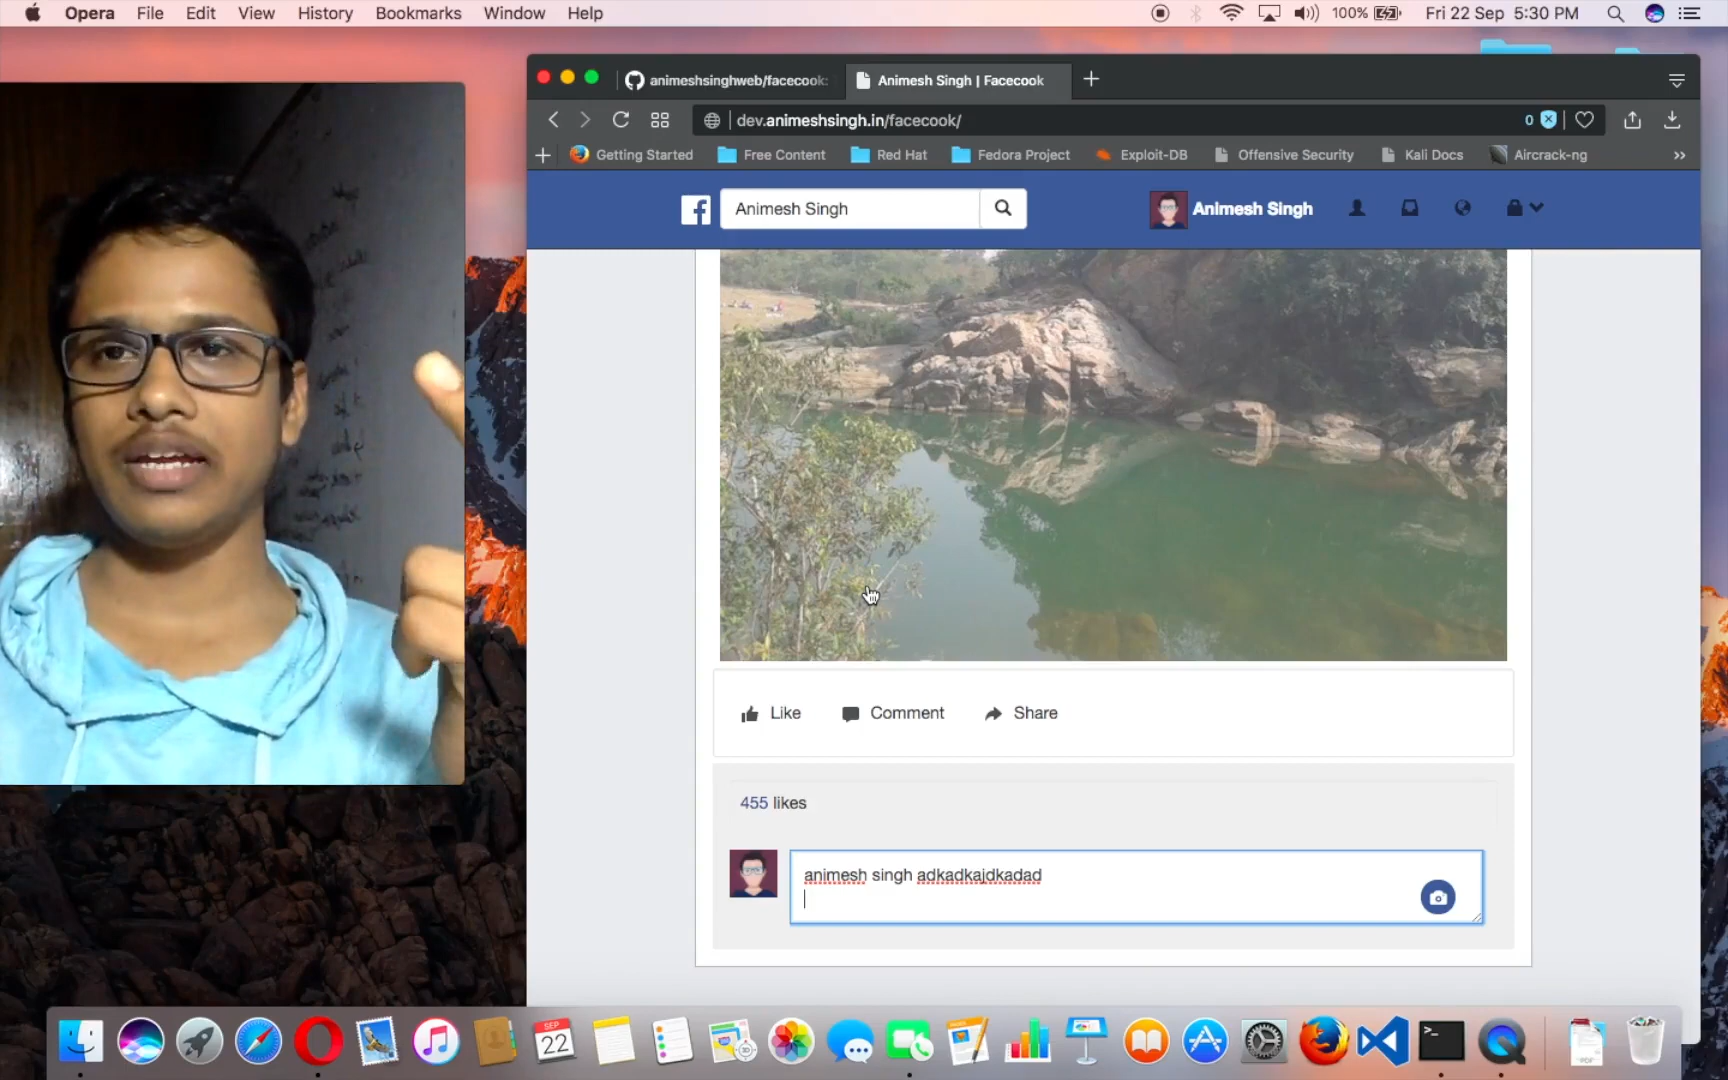 Opera File Edit View History Bookmarks Window Help 100% Fri 22 Sep 5:30 PM
animeshsinghweb/facecook: Animesh Singh | Facecook
dev.animeshsingh.in/facecook/ 0
Getting Started Free Content Red Hat Fedora Project Exploit-DB Offensive Security Kali Docs Aircrack-ng
Animesh Singh Animesh Singh
Like Comment Share
455 likes
animesh singh adkadkajdkadad
SEP
22